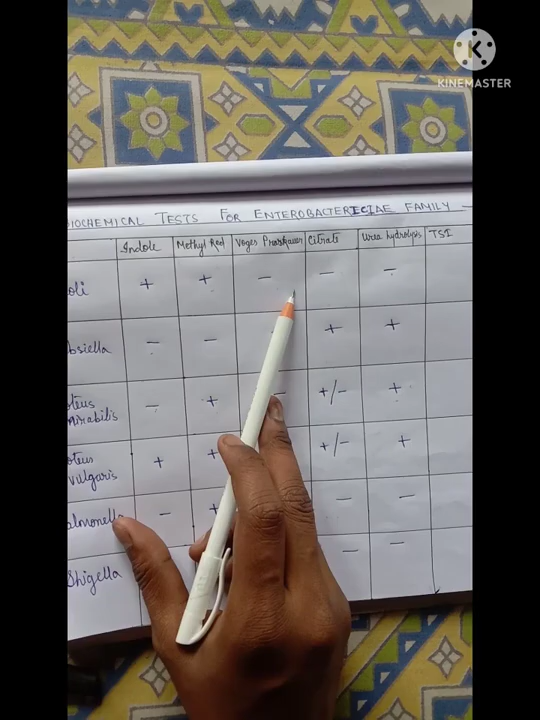 KINEMASTER
IOCHEMICAL TESTS FOR ENTEROBACTERICIAE FAMILY –
Indole Methyl Red Voges Proskauer Citrate Urea hydrolysis TSI
oli + + – – –
bsiella – – + +
oteus mirabilis – + – +/- +
oteus vulgaris + + +/- +
almonella – + – –
Shigella – –